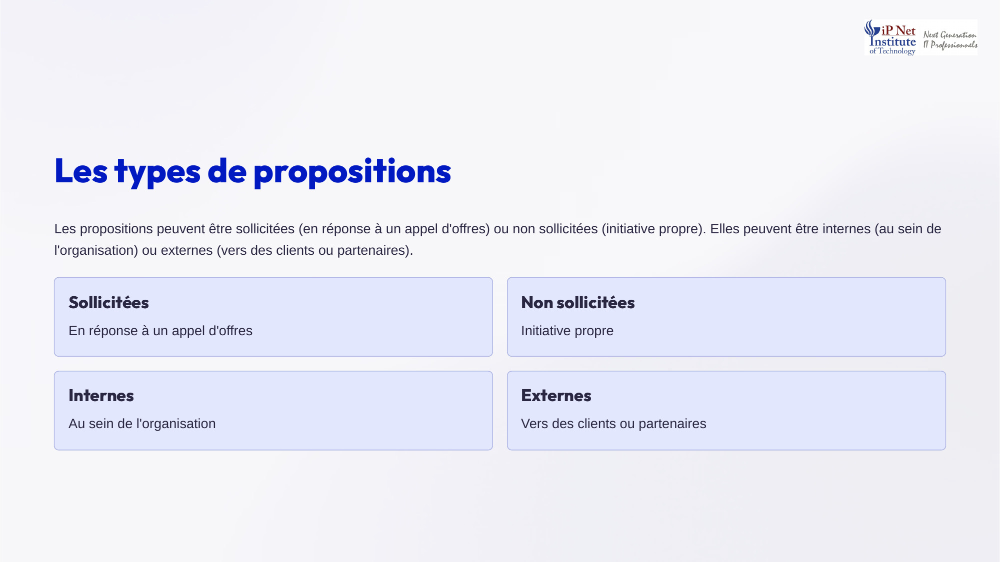 iP Net
Institute
of Technology
Next Generation
IT Professionnels
Les types de propositions
Les propositions peuvent être sollicitées (en réponse à un appel d'offres) ou non sollicitées (initiative propre). Elles peuvent être internes (au sein de
l'organisation) ou externes (vers des clients ou partenaires).
Sollicitées
En réponse à un appel d'offres
Non sollicitées
Initiative propre
Internes
Au sein de l'organisation
Externes
Vers des clients ou partenaires